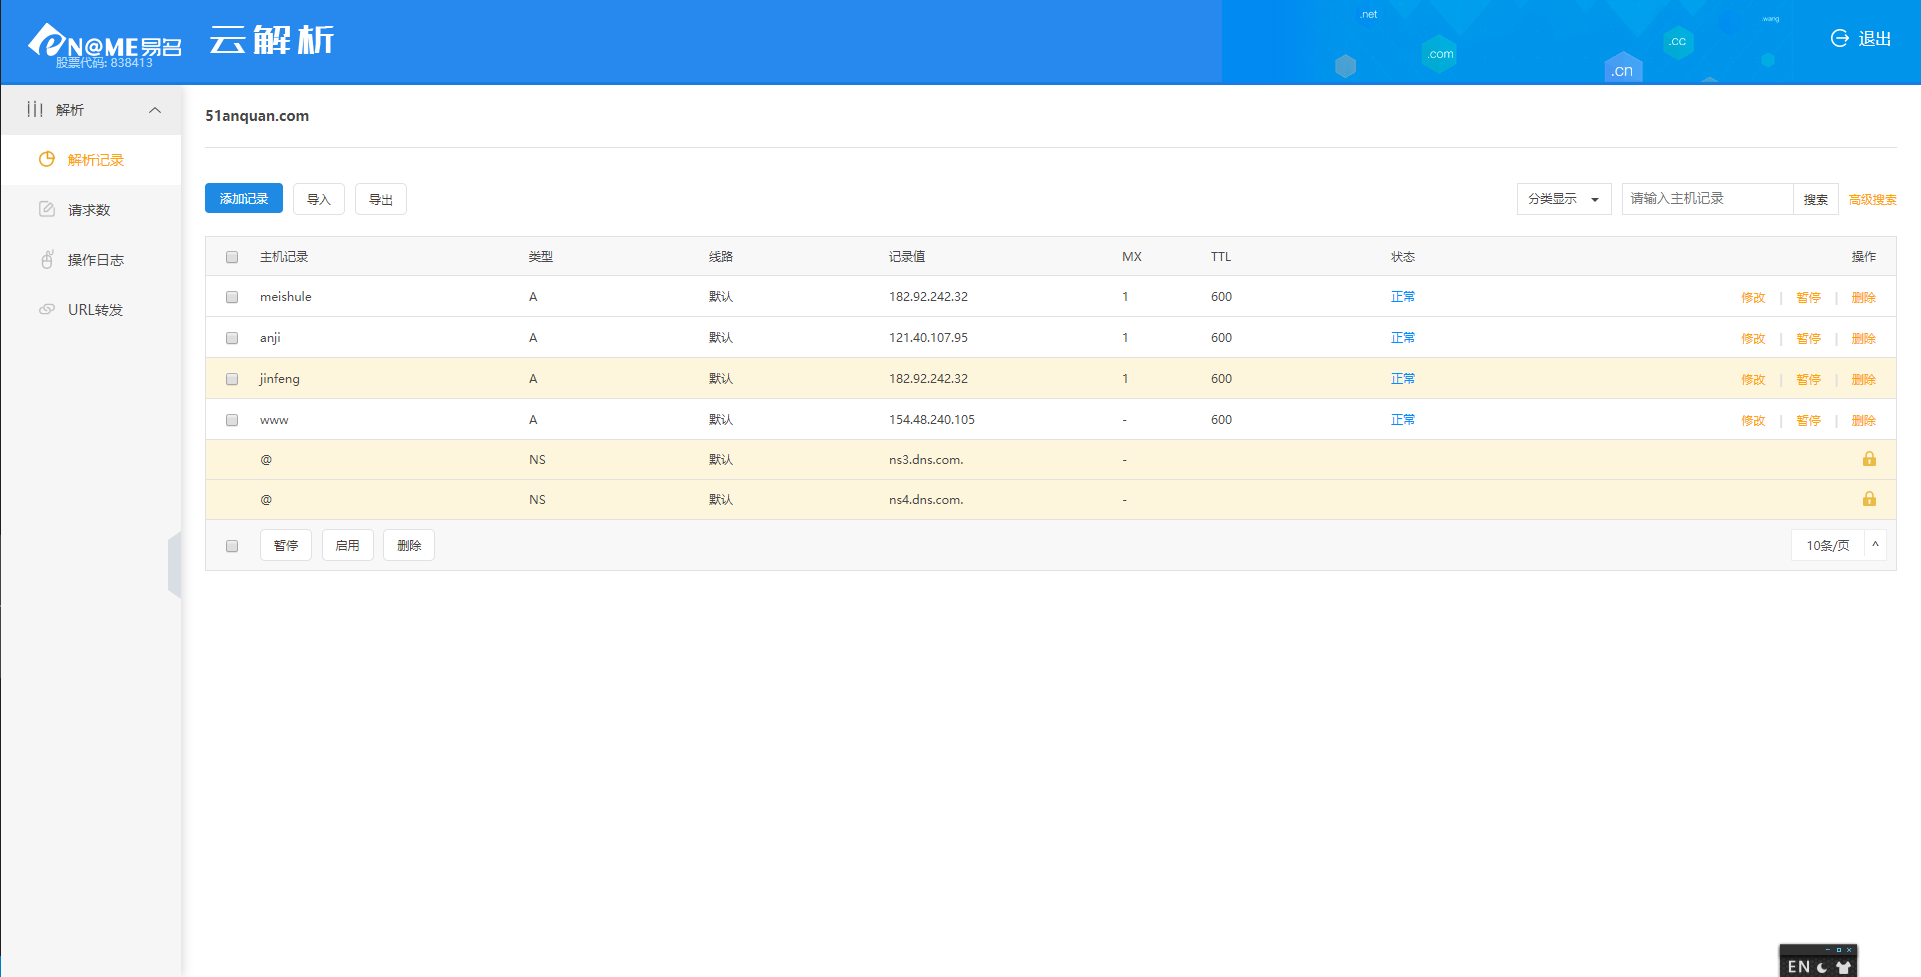 eN@ME易名 云解析
股票代码: 838413
.net
.com
.cn
.cc
.wang
退出
解析
解析记录
请求数
操作日志
URL转发
51anquan.com
添加记录 导入 导出 分类显示 请输入主机记录 搜索 高级搜索
主机记录 类型 线路 记录值 MX TTL 状态 操作
meishule A 默认 182.92.242.32 1 600 正常 修改 | 暂停 | 删除
anji A 默认 121.40.107.95 1 600 正常 修改 | 暂停 | 删除
jinfeng A 默认 182.92.242.32 1 600 正常 修改 | 暂停 | 删除
www A 默认 154.48.240.105 - 600 正常 修改 | 暂停 | 删除
@ NS 默认 ns3.dns.com. -
@ NS 默认 ns4.dns.com. -
暂停 启用 删除 10条/页
EN